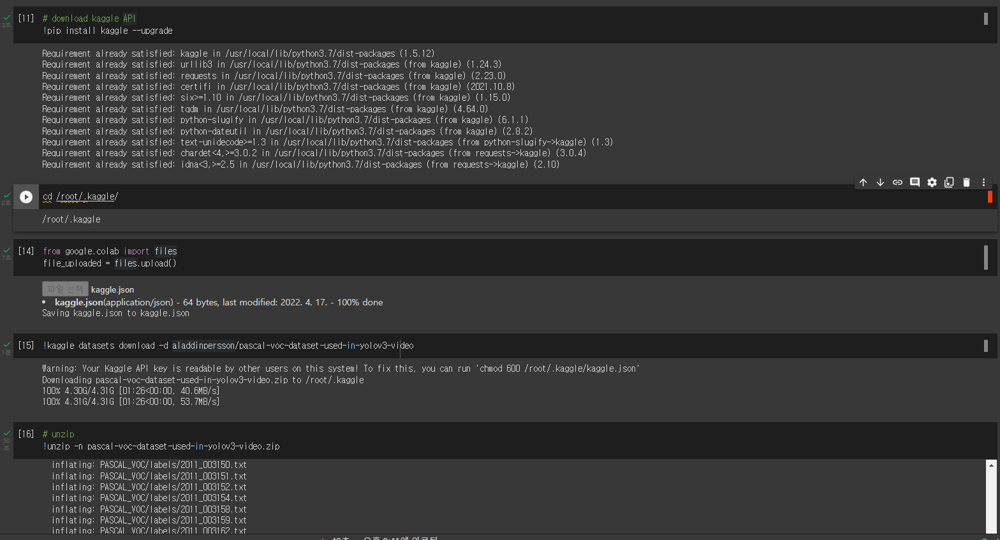 [11] # download kaggle API
3초 !pip install kaggle --upgrade
Requirement already satisfied: kaggle in /usr/local/lib/python3.7/dist-packages (1.5.12)
Requirement already satisfied: urllib3 in /usr/local/lib/python3.7/dist-packages (from kaggle) (1.24.3)
Requirement already satisfied: requests in /usr/local/lib/python3.7/dist-packages (from kaggle) (2.23.0)
Requirement already satisfied: certifi in /usr/local/lib/python3.7/dist-packages (from kaggle) (2021.10.8)
Requirement already satisfied: six>=1.10 in /usr/local/lib/python3.7/dist-packages (from kaggle) (1.15.0)
Requirement already satisfied: tqdm in /usr/local/lib/python3.7/dist-packages (from kaggle) (4.64.0)
Requirement already satisfied: python-slugify in /usr/local/lib/python3.7/dist-packages (from kaggle) (6.1.1)
Requirement already satisfied: python-dateutil in /usr/local/lib/python3.7/dist-packages (from kaggle) (2.8.2)
Requirement already satisfied: text-unidecode>=1.3 in /usr/local/lib/python3.7/dist-packages (from python-slugify->kaggle) (1.3)
Requirement already satisfied: chardet<4,>=3.0.2 in /usr/local/lib/python3.7/dist-packages (from requests->kaggle) (3.0.4)
Requirement already satisfied: idna<3,>=2.5 in /usr/local/lib/python3.7/dist-packages (from requests->kaggle) (2.10)
0초 cd /root/.kaggle/
/root/.kaggle
[14] from google.colab import files
7초 file_uploaded = files.upload()
파일 선택 kaggle.json
• kaggle.json(application/json) - 64 bytes, last modified: 2022. 4. 17. - 100% done
Saving kaggle.json to kaggle.json
[15] !kaggle datasets download -d aladdinpersson/pascal-voc-dataset-used-in-yolov3-video
1분
Warning: Your Kaggle API key is readable by other users on this system! To fix this, you can run 'chmod 600 /root/.kaggle/kaggle.json'
Downloading pascal-voc-dataset-used-in-yolov3-video.zip to /root/.kaggle
100% 4.30G/4.31G [01:26<00:00, 40.6MB/s]
100% 4.31G/4.31G [01:26<00:00, 53.7MB/s]
[16] # unzip
50초 !unzip -n pascal-voc-dataset-used-in-yolov3-video.zip
inflating: PASCAL_VOC/labels/2011_003150.txt
inflating: PASCAL_VOC/labels/2011_003151.txt
inflating: PASCAL_VOC/labels/2011_003152.txt
inflating: PASCAL_VOC/labels/2011_003154.txt
inflating: PASCAL_VOC/labels/2011_003158.txt
inflating: PASCAL_VOC/labels/2011_003159.txt
inflating: PASCAL_VOC/labels/2011_003162.txt